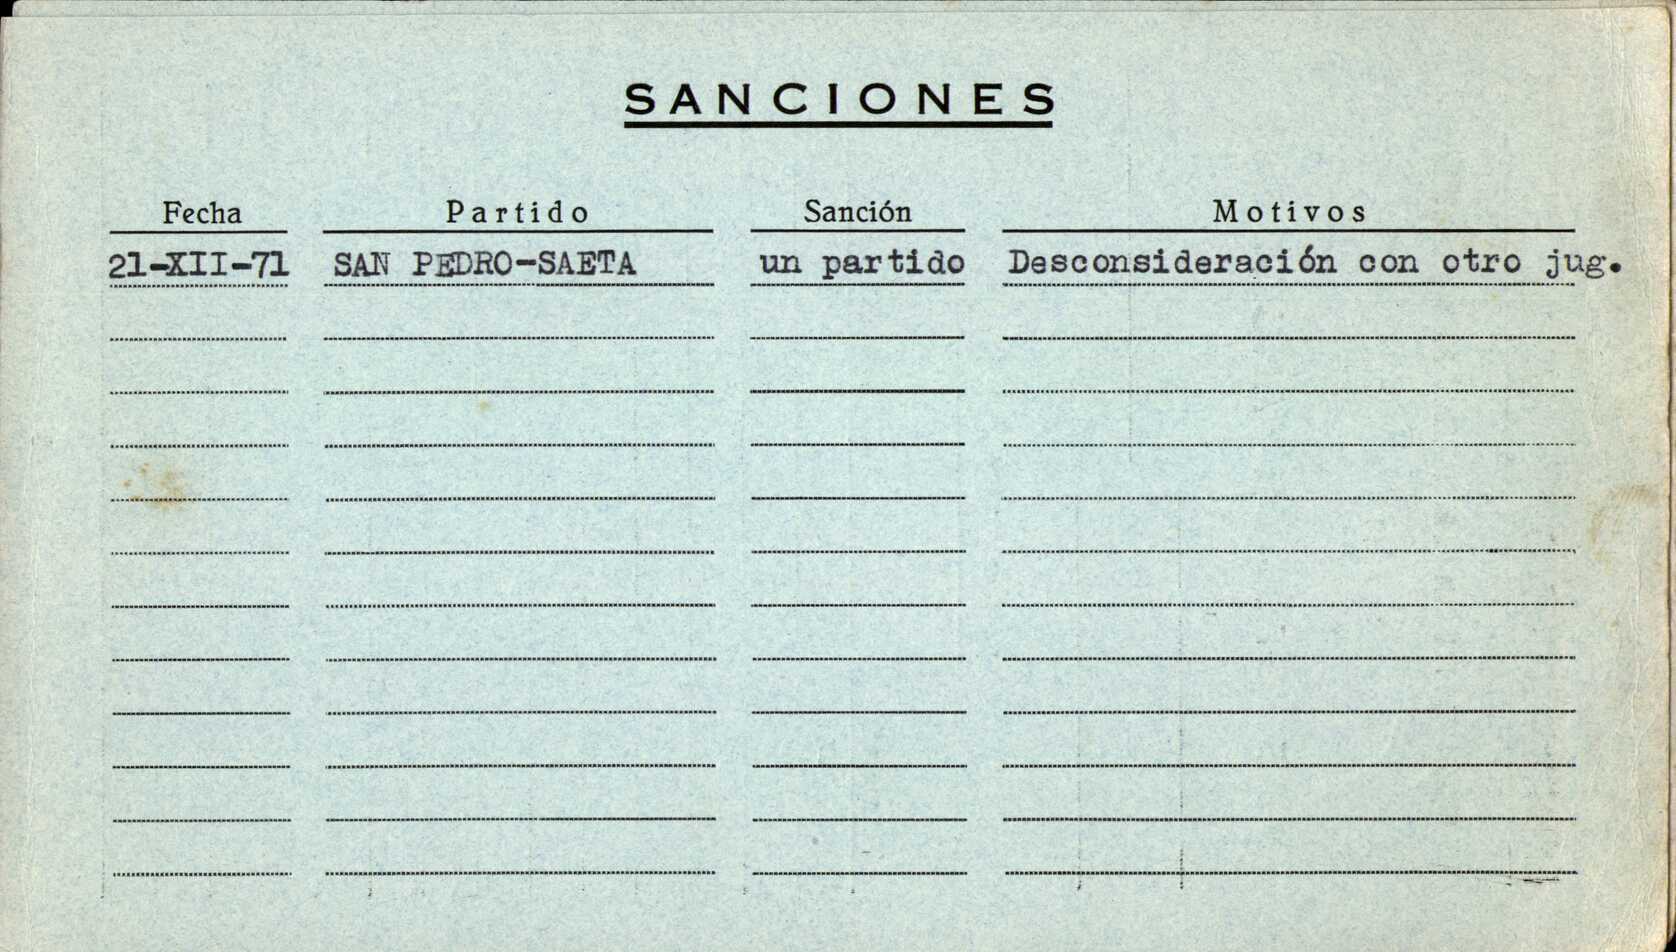 SANCIONES
Fecha Partido Sanción Motivos
21-XII-71 SAN PEDRO-SAETA un partido Desconsideración con otro jug.